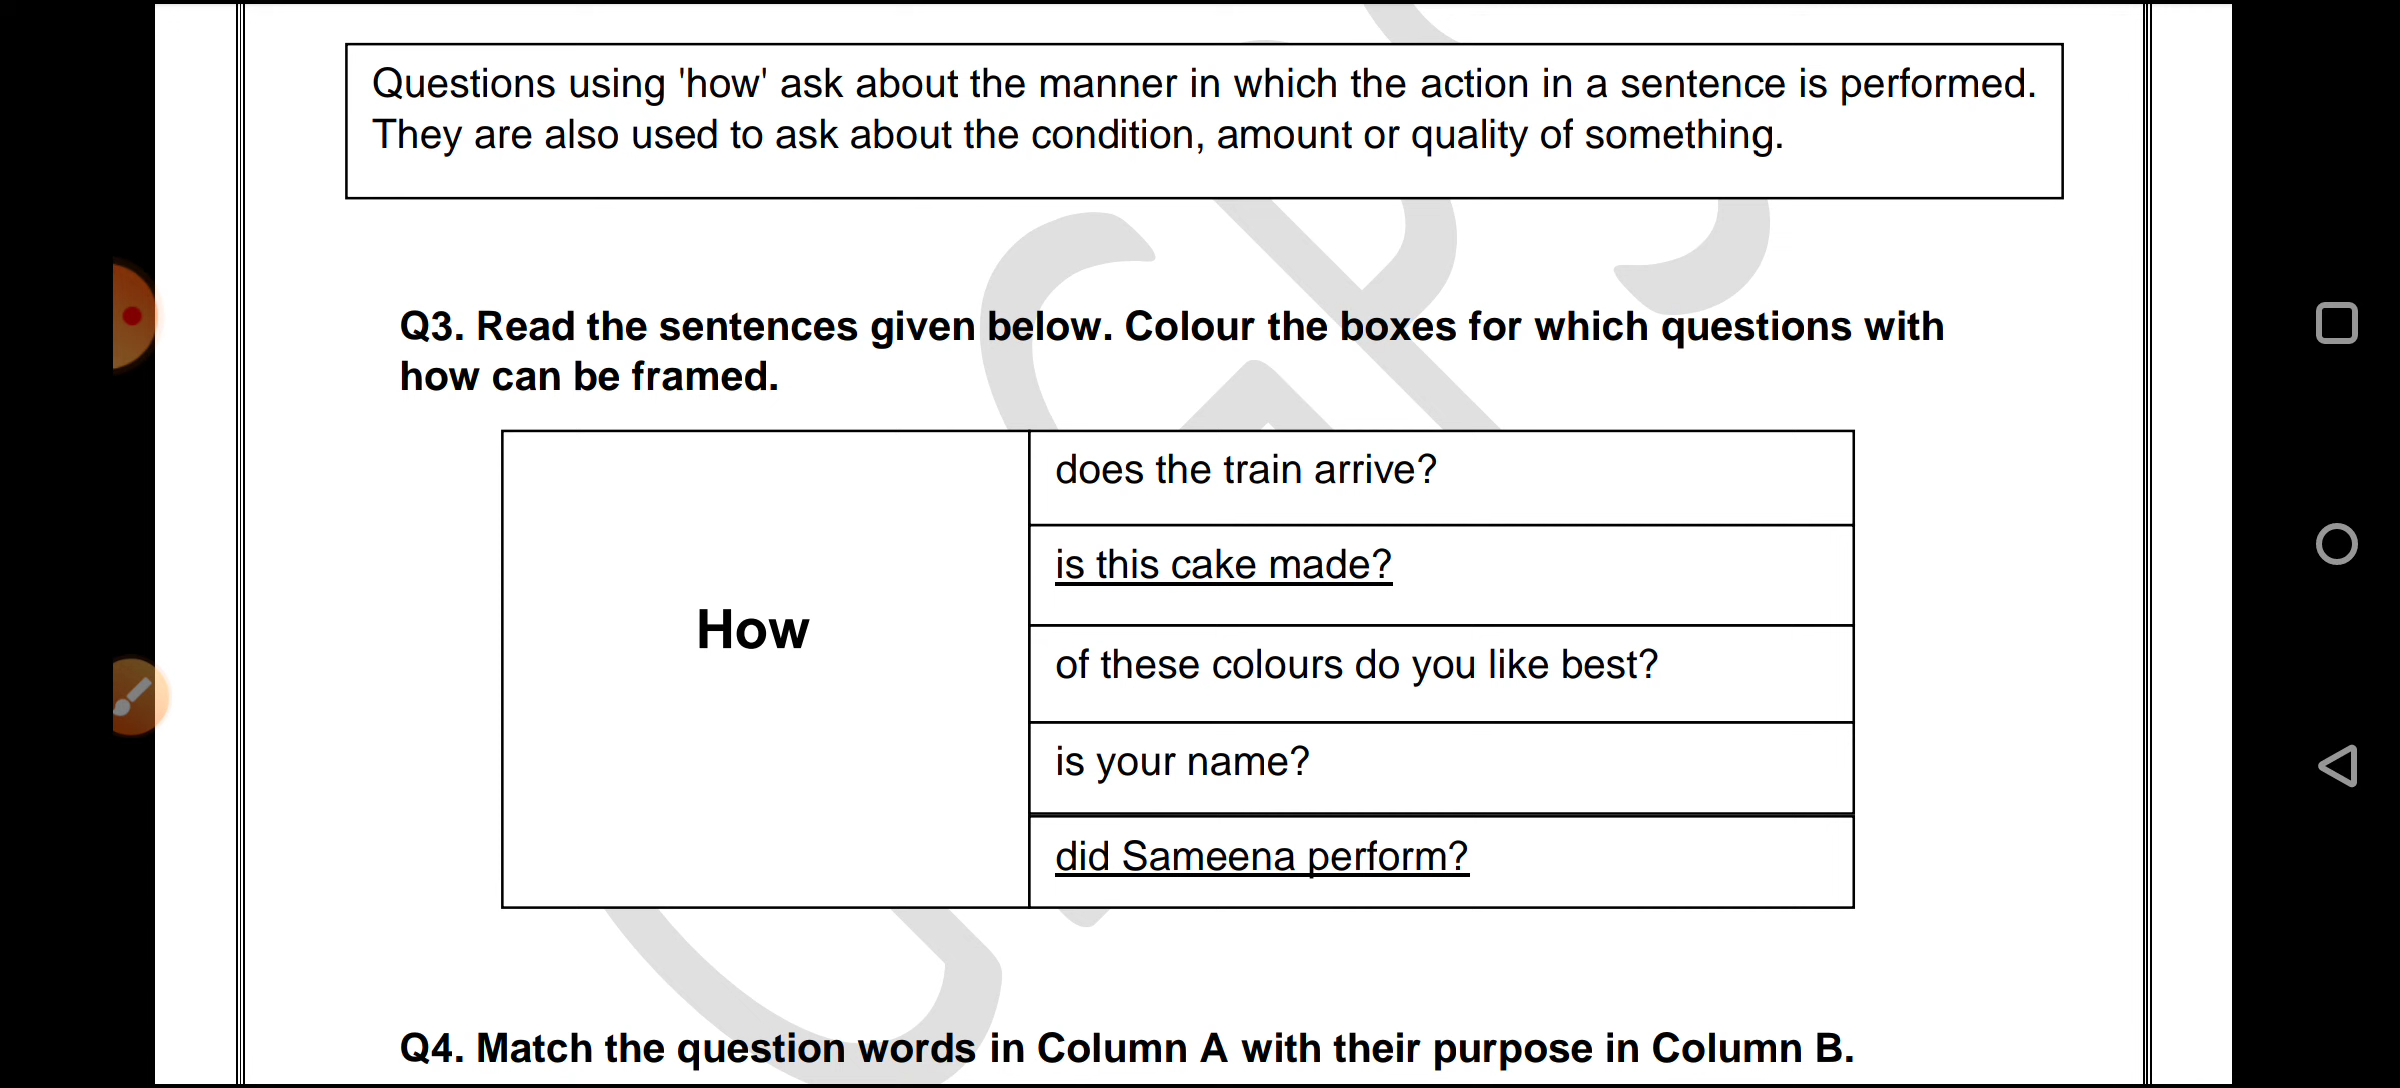 Questions using 'how' ask about the manner in which the action in a sentence is performed.
They are also used to ask about the condition, amount or quality of something.
Q3. Read the sentences given below. Colour the boxes for which questions with
how can be framed.
How
does the train arrive?
is this cake made?
of these colours do you like best?
is your name?
did Sameena perform?
Q4. Match the question words in Column A with their purpose in Column B.